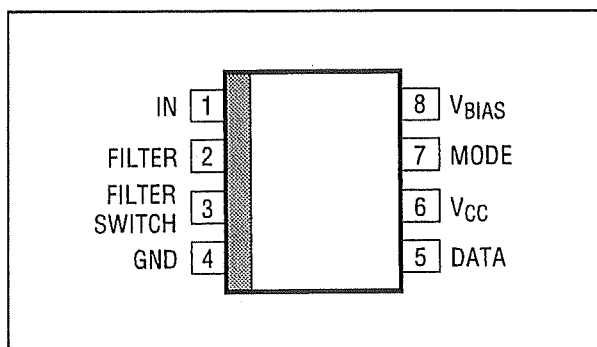 IN 1
FILTER 2
FILTER
SWITCH 3
GND 4
8 VBIAS
7 MODE
6 VCC
5 DATA